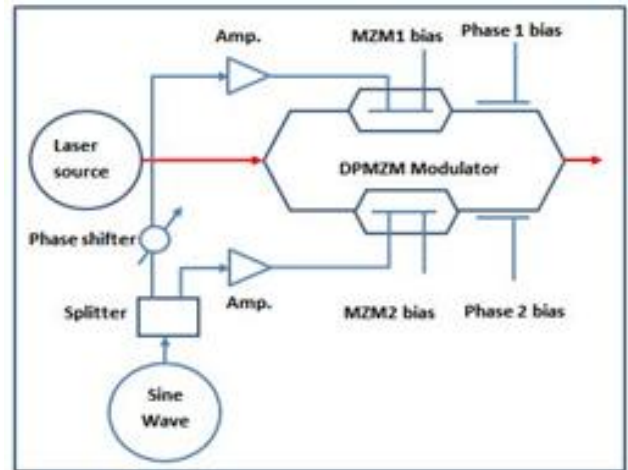 Amp.
MZM1 bias
Phase 1 bias
Laser
source
DPMZM Modulator
Phase shifter
Splitter
Amp.
MZM2 bias
Phase 2 bias
Sine
Wave